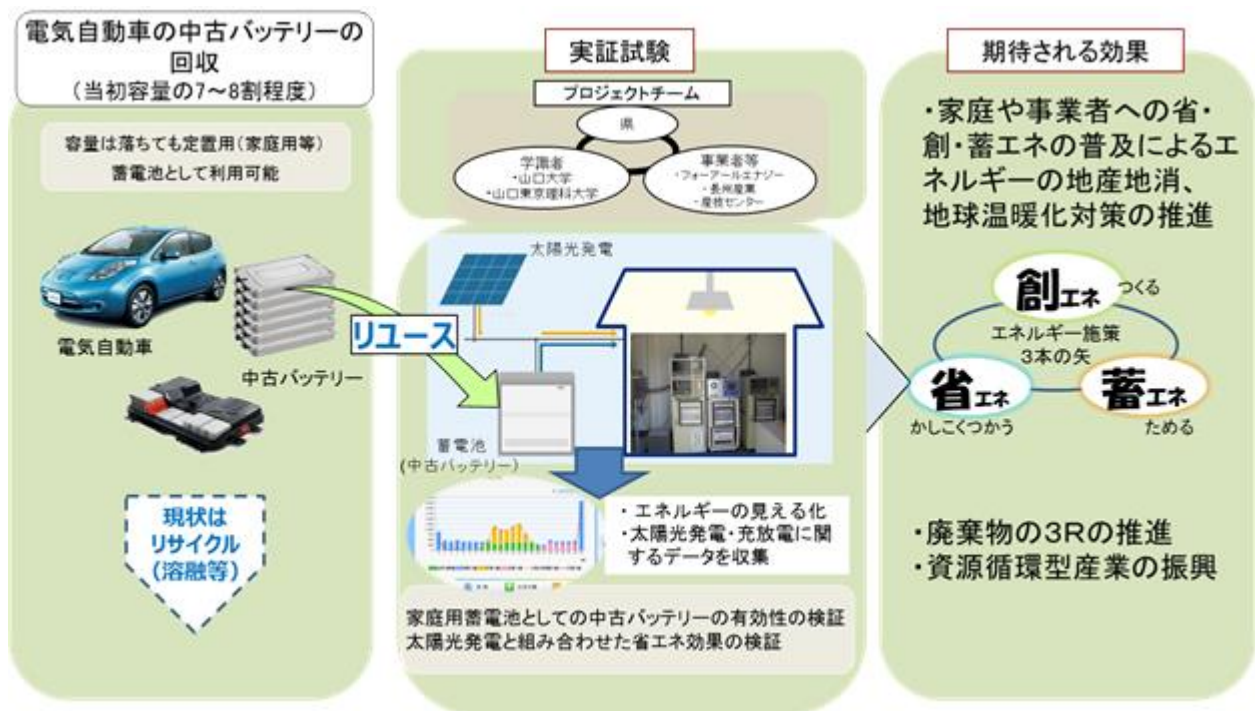 電気自動車の中古バッテリーの
回収
(当初容量の7～8割程度)
容量は落ちても定置用(家庭用等)
蓄電池として利用可能
電気自動車
中古バッテリー
現状は
リサイクル
(溶融等)
リユース
実証試験
プロジェクトチーム
県
学識者
・山口大学
・山口東京理科大学
事業者等
・フォーアールエナジー
・長州産業
・産技センター
太陽光発電
蓄電池
(中古バッテリー)
・エネルギーの見える化
・太陽光発電・充放電に関
するデータを収集
家庭用蓄電池としての中古バッテリーの有効性の検証
太陽光発電と組み合わせた省エネ効果の検証
期待される効果
・家庭や事業者への省・
創・蓄エネの普及によるエ
ネルギーの地産地消、
地球温暖化対策の推進
創エネ つくる
エネルギー施策
3本の矢
省エネ
かしこくつかう
蓄エネ
ためる
・廃棄物の3Rの推進
・資源循環型産業の振興